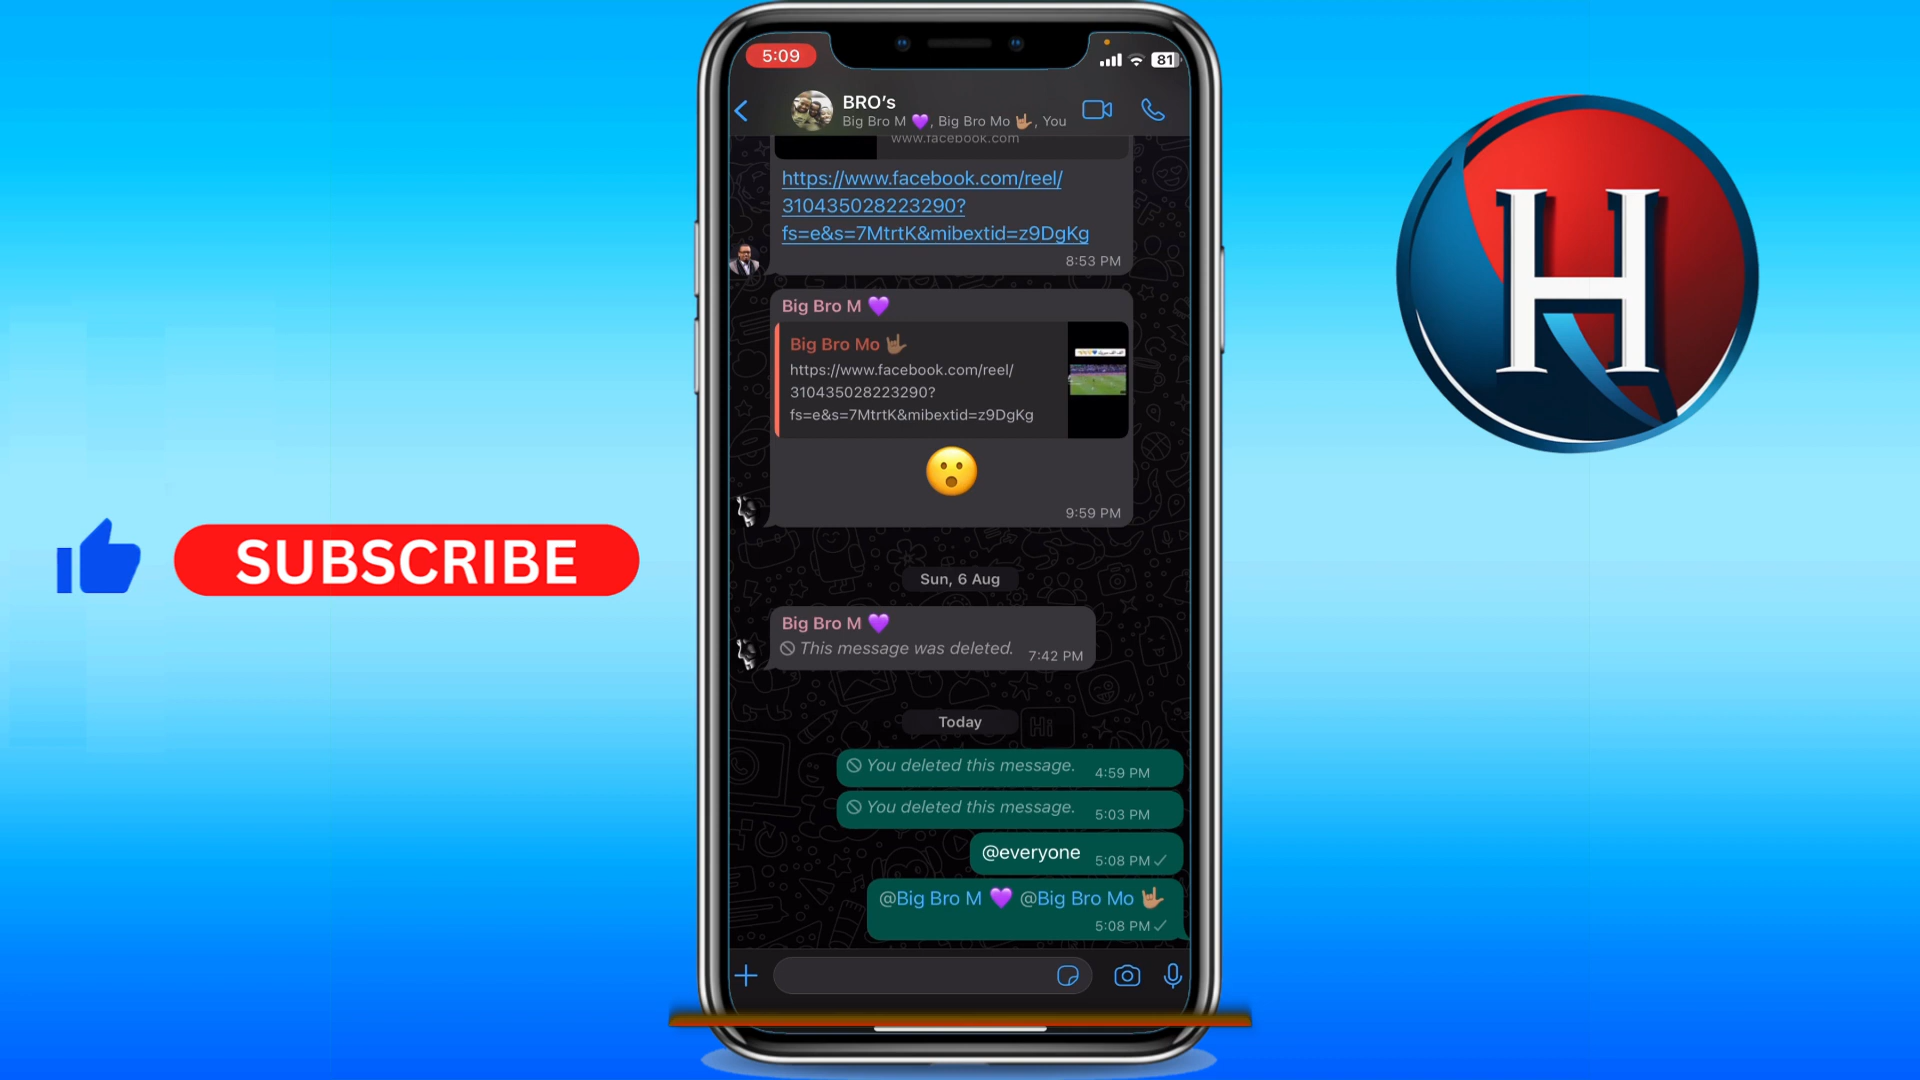 5:09
81
BRO's
Big Bro M 💜, Big Bro Mo 🤟🏽, You
www.facebook.com
https://www.facebook.com/reel/
310435028223290?
fs=e&s=7MtrtK&mibextid=z9DgKg
8:53 PM
Big Bro M 💜
Big Bro Mo 🤟🏽
https://www.facebook.com/reel/
310435028223290?
fs=e&s=7MtrtK&mibextid=z9DgKg
9:59 PM
Sun, 6 Aug
Big Bro M 💜
This message was deleted. 7:42 PM
Today
You deleted this message. 4:59 PM
You deleted this message. 5:03 PM
@everyone 5:08 PM
@Big Bro M 💜 @Big Bro Mo 🤟🏽
5:08 PM
SUBSCRIBE
H